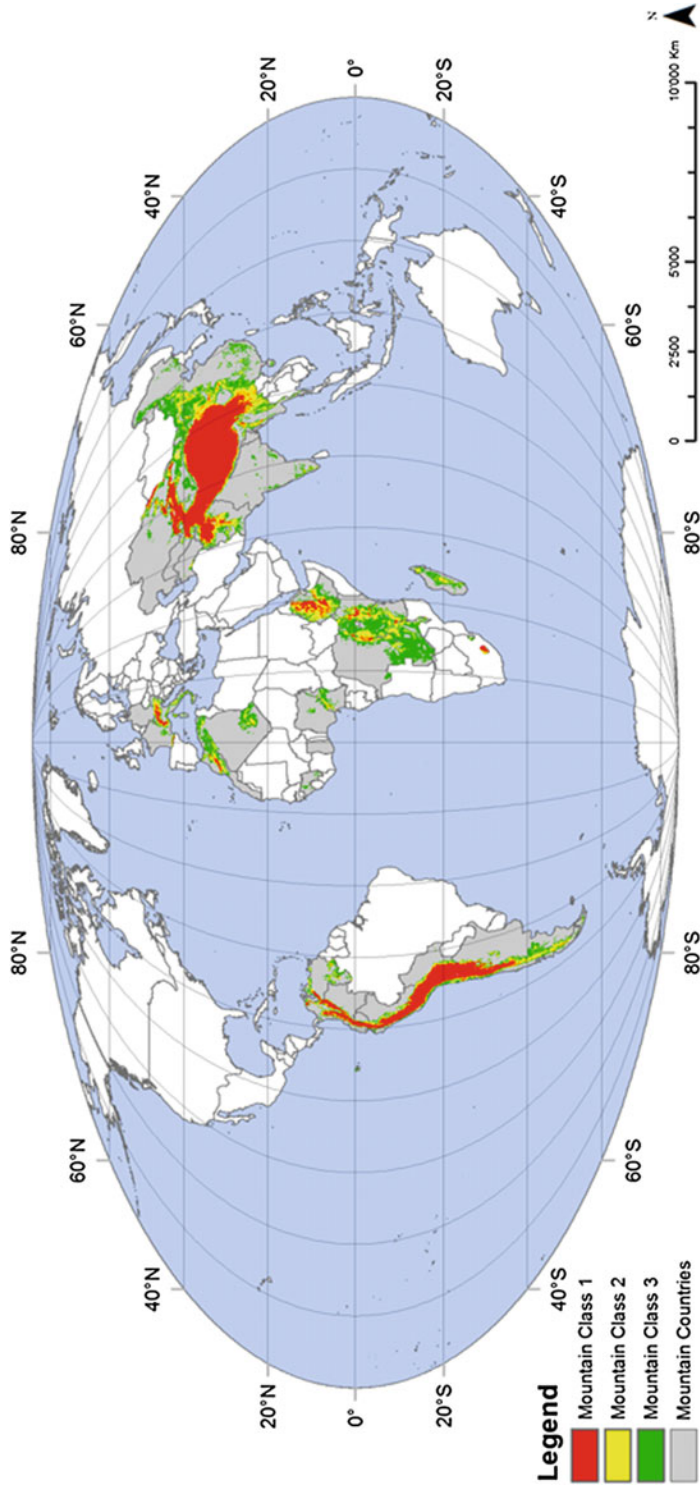 80°N
80°N
60°N
60°N
40°N
40°N
20°N
20°N
0°
0°
20°S
20°S
40°S
40°S
60°S
60°S
80°S
80°S
Legend
Mountain Class 1
Mountain Class 2
Mountain Class 3
Mountain Countries
0
2'500
5'000
10'000 Km
N